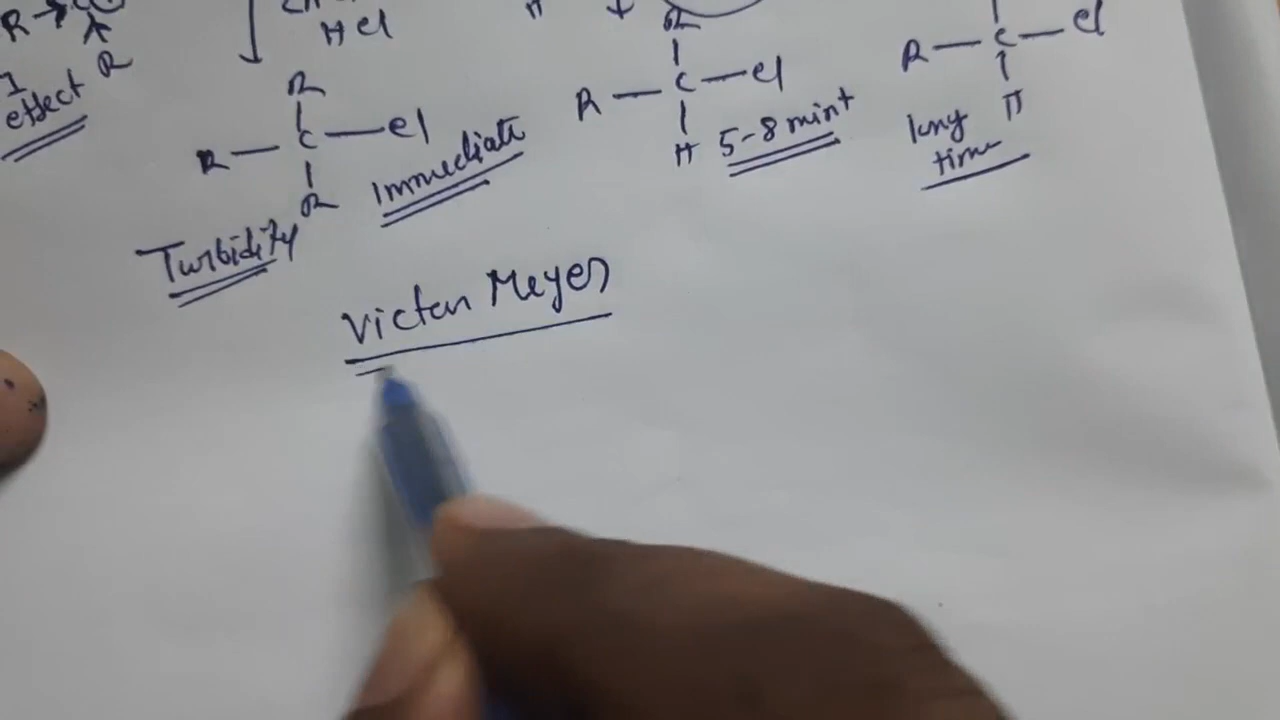 R → R
I
effect
HCl
R
R — C — Cl
R
Immediate
Turbidity
R
R — C — Cl
H
5-8 mint
R — C — Cl
H
long
time
Victor Meyer